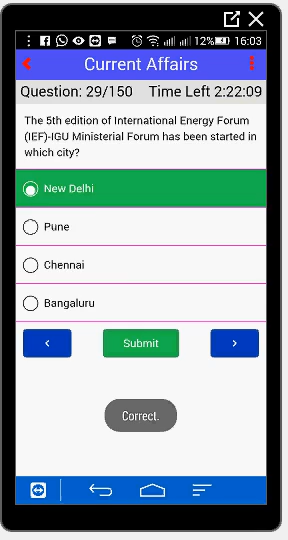 12% 16:03
Current Affairs
Question: 29/150 Time Left 2:22:09
The 5th edition of International Energy Forum
(IEF)-IGU Ministerial Forum has been started in
which city?
New Delhi
Pune
Chennai
Bangaluru
< Submit >
Correct.